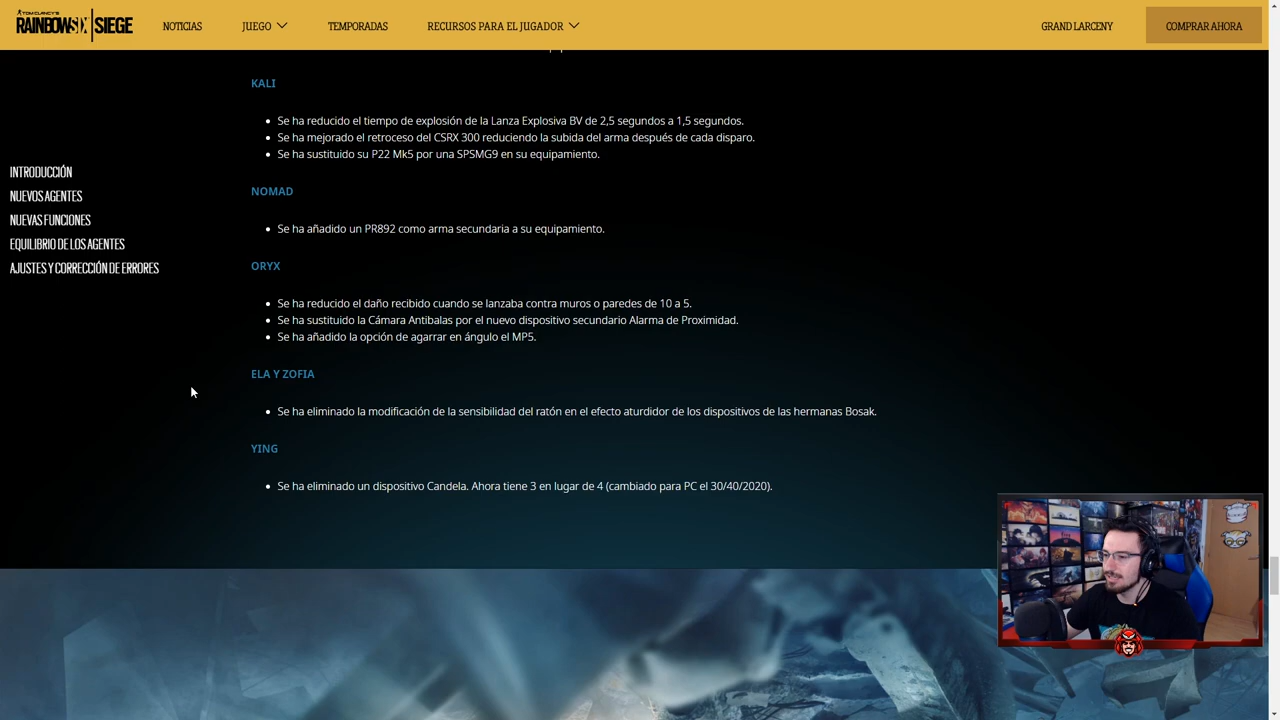 TOM CLANCY'S
RAINBOWSIX | SIEGE
NOTICIAS
JUEGO
TEMPORADAS
RECURSOS PARA EL JUGADOR
GRAND LARCENY
COMPRAR AHORA
INTRODUCCIÓN
NUEVOS AGENTES
NUEVAS FUNCIONES
EQUILIBRIO DE LOS AGENTES
AJUSTES Y CORRECCIÓN DE ERRORES
KALI
Se ha reducido el tiempo de explosión de la Lanza Explosiva BV de 2,5 segundos a 1,5 segundos.
Se ha mejorado el retroceso del CSRX 300 reduciendo la subida del arma después de cada disparo.
Se ha sustituido su P22 Mk5 por una SPSMG9 en su equipamiento.
NOMAD
Se ha añadido un PR892 como arma secundaria a su equipamiento.
ORYX
Se ha reducido el daño recibido cuando se lanzaba contra muros o paredes de 10 a 5.
Se ha sustituido la Cámara Antibalas por el nuevo dispositivo secundario Alarma de Proximidad.
Se ha añadido la opción de agarrar en ángulo el MP5.
ELA Y ZOFIA
Se ha eliminado la modificación de la sensibilidad del ratón en el efecto aturdidor de los dispositivos de las hermanas Bosak.
YING
Se ha eliminado un dispositivo Candela. Ahora tiene 3 en lugar de 4 (cambiado para PC el 30/40/2020).